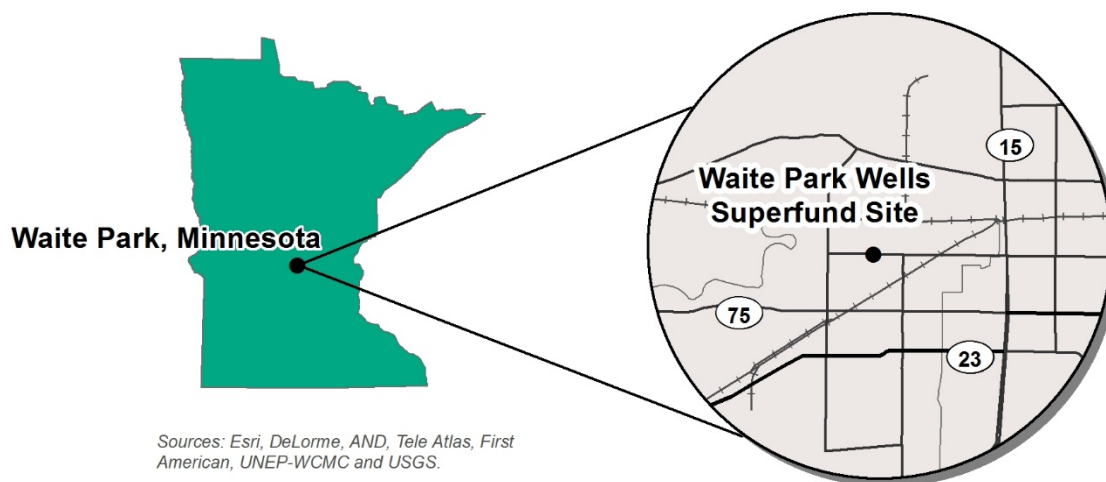 Waite Park, Minnesota
Sources: Esri, DeLorme, AND, Tele Atlas, First
American, UNEP-WCMC and USGS.
15
Waite Park Wells
Superfund Site
75
23